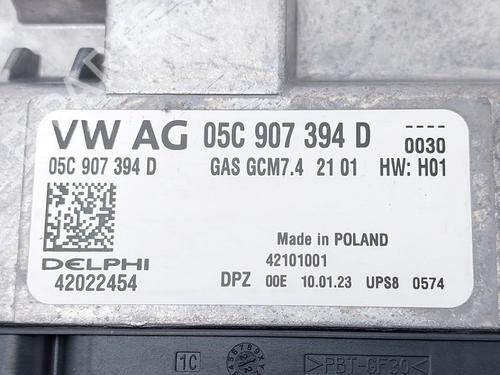 VW AG 05C 907 394 D
----
0030
05C 907 394 D GAS GCM7.4 21 01 HW: H01
Made in POLAND
DELPHI 42101001
42022454 DPZ 00E 10.01.23 UPS8 0574
1C >PBT-GF30<